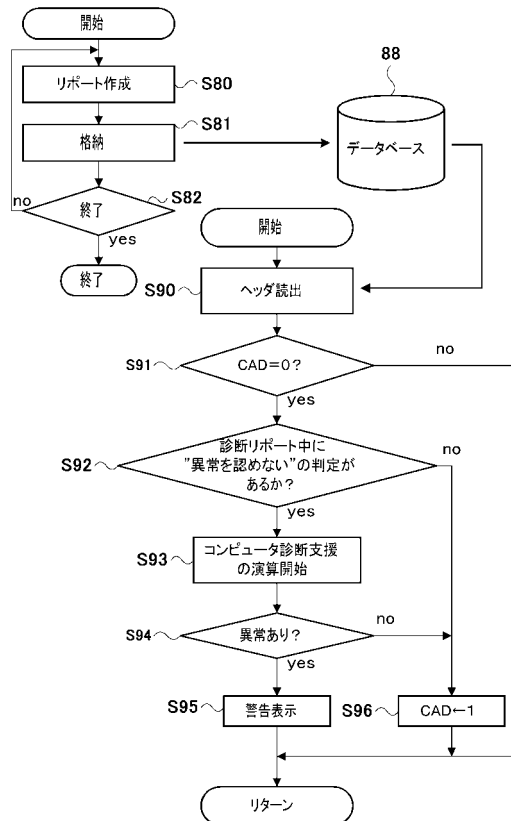 開始
リポート作成
S80
格納
S81
88
データベース
no
終了
S82
yes
終了
開始
S90
ヘッダ読出
S91
CAD=0?
no
yes
S92
診断リポート中に
"異常を認めない"の判定が
あるか?
no
yes
S93
コンピュータ診断支援
の演算開始
S94
異常あり?
no
yes
S95
警告表示
S96
CAD←1
リターン